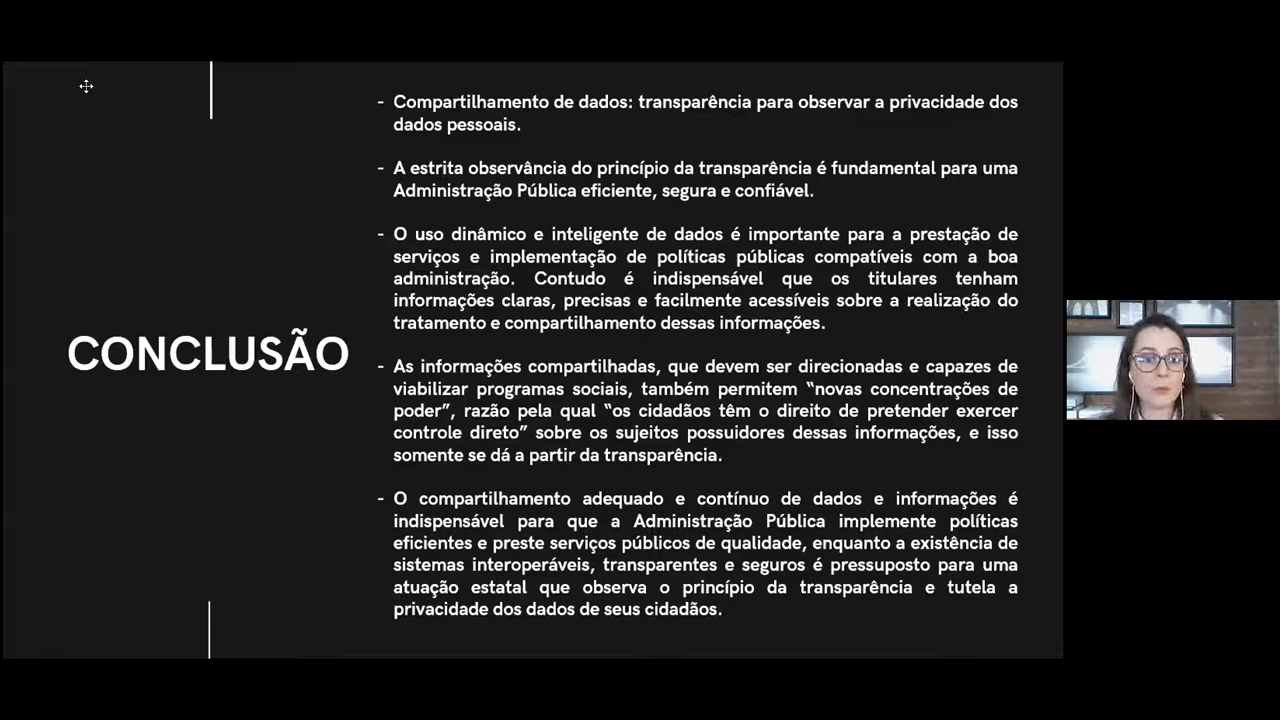 CONCLUSÃO
- Compartilhamento de dados: transparência para observar a privacidade dos
dados pessoais.
- A estrita observância do princípio da transparência é fundamental para uma
Administração Pública eficiente, segura e confiável.
- O uso dinâmico e inteligente de dados é importante para a prestação de
serviços e implementação de políticas públicas compatíveis com a boa
administração. Contudo é indispensável que os titulares tenham
informações claras, precisas e facilmente acessíveis sobre a realização do
tratamento e compartilhamento dessas informações.
- As informações compartilhadas, que devem ser direcionadas e capazes de
viabilizar programas sociais, também permitem “novas concentrações de
poder”, razão pela qual “os cidadãos têm o direito de pretender exercer
controle direto” sobre os sujeitos possuidores dessas informações, e isso
somente se dá a partir da transparência.
- O compartilhamento adequado e contínuo de dados e informações é
indispensável para que a Administração Pública implemente políticas
eficientes e preste serviços públicos de qualidade, enquanto a existência de
sistemas interoperáveis, transparentes e seguros é pressuposto para uma
atuação estatal que observa o princípio da transparência e tutela a
privacidade dos dados de seus cidadãos.